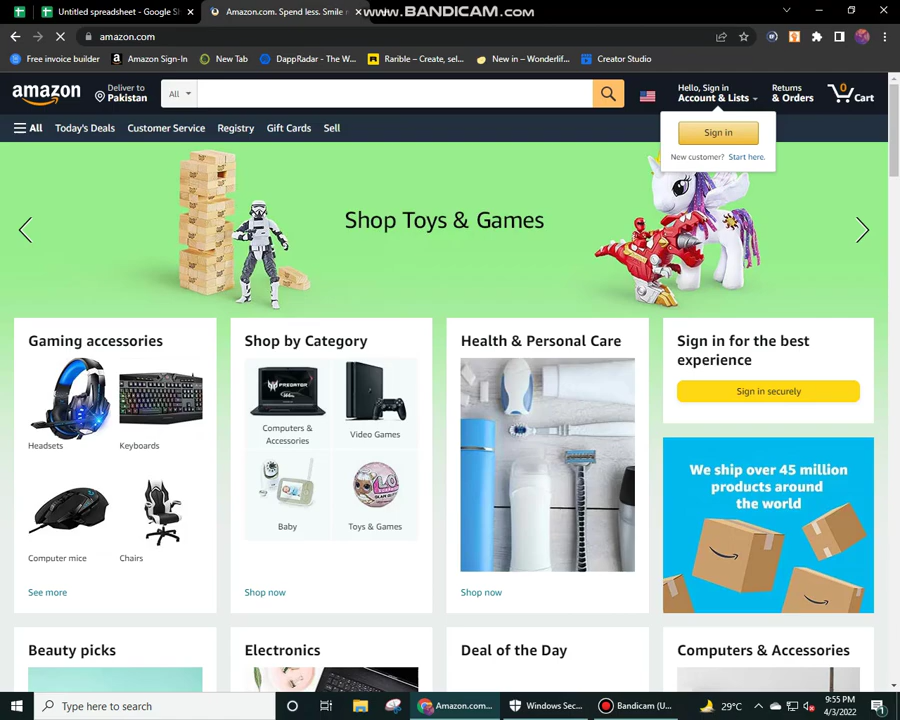 Untitled spreadsheet - Google Sh
Amazon.com. Spend less. Smile
WWW.BANDICAM.COM
amazon.com
Free invoice builder
Amazon Sign-In
New Tab
DappRadar - The W...
Rarible – Create, sel...
New in – Wonderlif...
Creator Studio
amazon
Deliver to
Pakistan
All
Hello, Sign in
Account & Lists
Returns
& Orders
0
Cart
All
Today's Deals
Customer Service
Registry
Gift Cards
Sell
Sign in
New customer? Start here.
Shop Toys & Games
Gaming accessories
Headsets
Keyboards
Computer mice
Chairs
See more
Shop by Category
PREDATOR
Computers &
Accessories
Video Games
Baby
Toys & Games
Shop now
Health & Personal Care
Shop now
Sign in for the best
experience
Sign in securely
We ship over 45 million
products around
the world
Beauty picks
Electronics
Deal of the Day
Computers & Accessories
Type here to search
Amazon.com...
Windows Sec...
Bandicam (U...
29°C
9:55 PM
4/3/2022
1